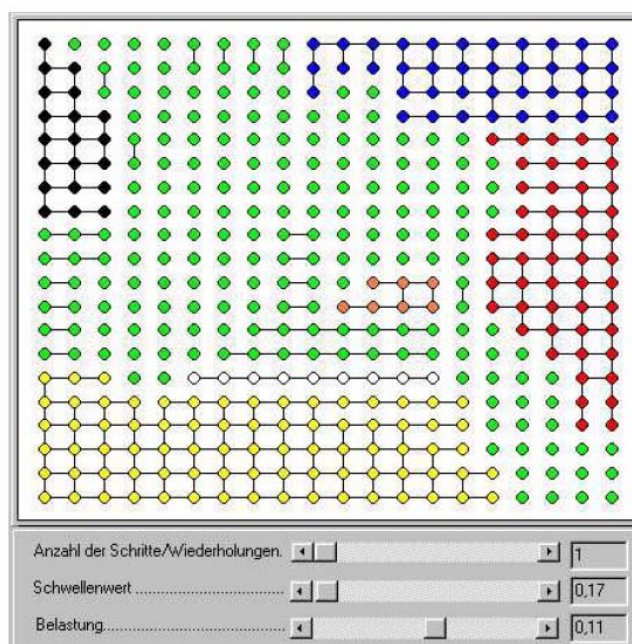 Anzahl der Schritte/Wiederholungen. 1
Schwellenwert ........................... 0,17
Belastung ................................. 0,11